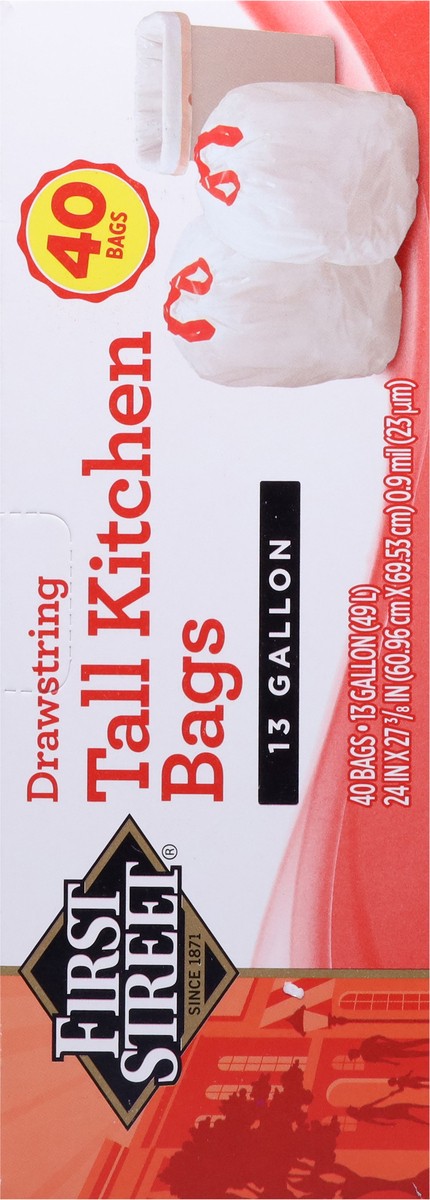 FIRST
STREET®
SINCE 1871
Drawstring
Tall Kitchen
Bags
40
BAGS
13 GALLON
40 BAGS • 13 GALLON (49 L)
24 IN X 27 3/8 IN (60.96 cm X 69.53 cm) 0.9 mil (23 µm)